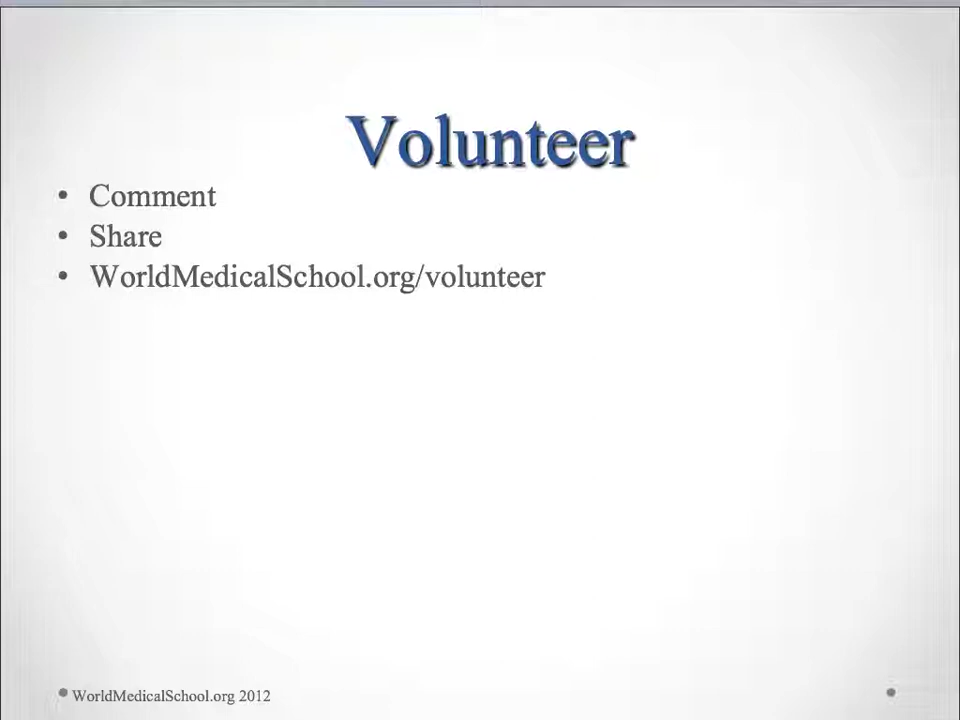 Volunteer
• Comment
• Share
• WorldMedicalSchool.org/volunteer
• WorldMedicalSchool.org 2012